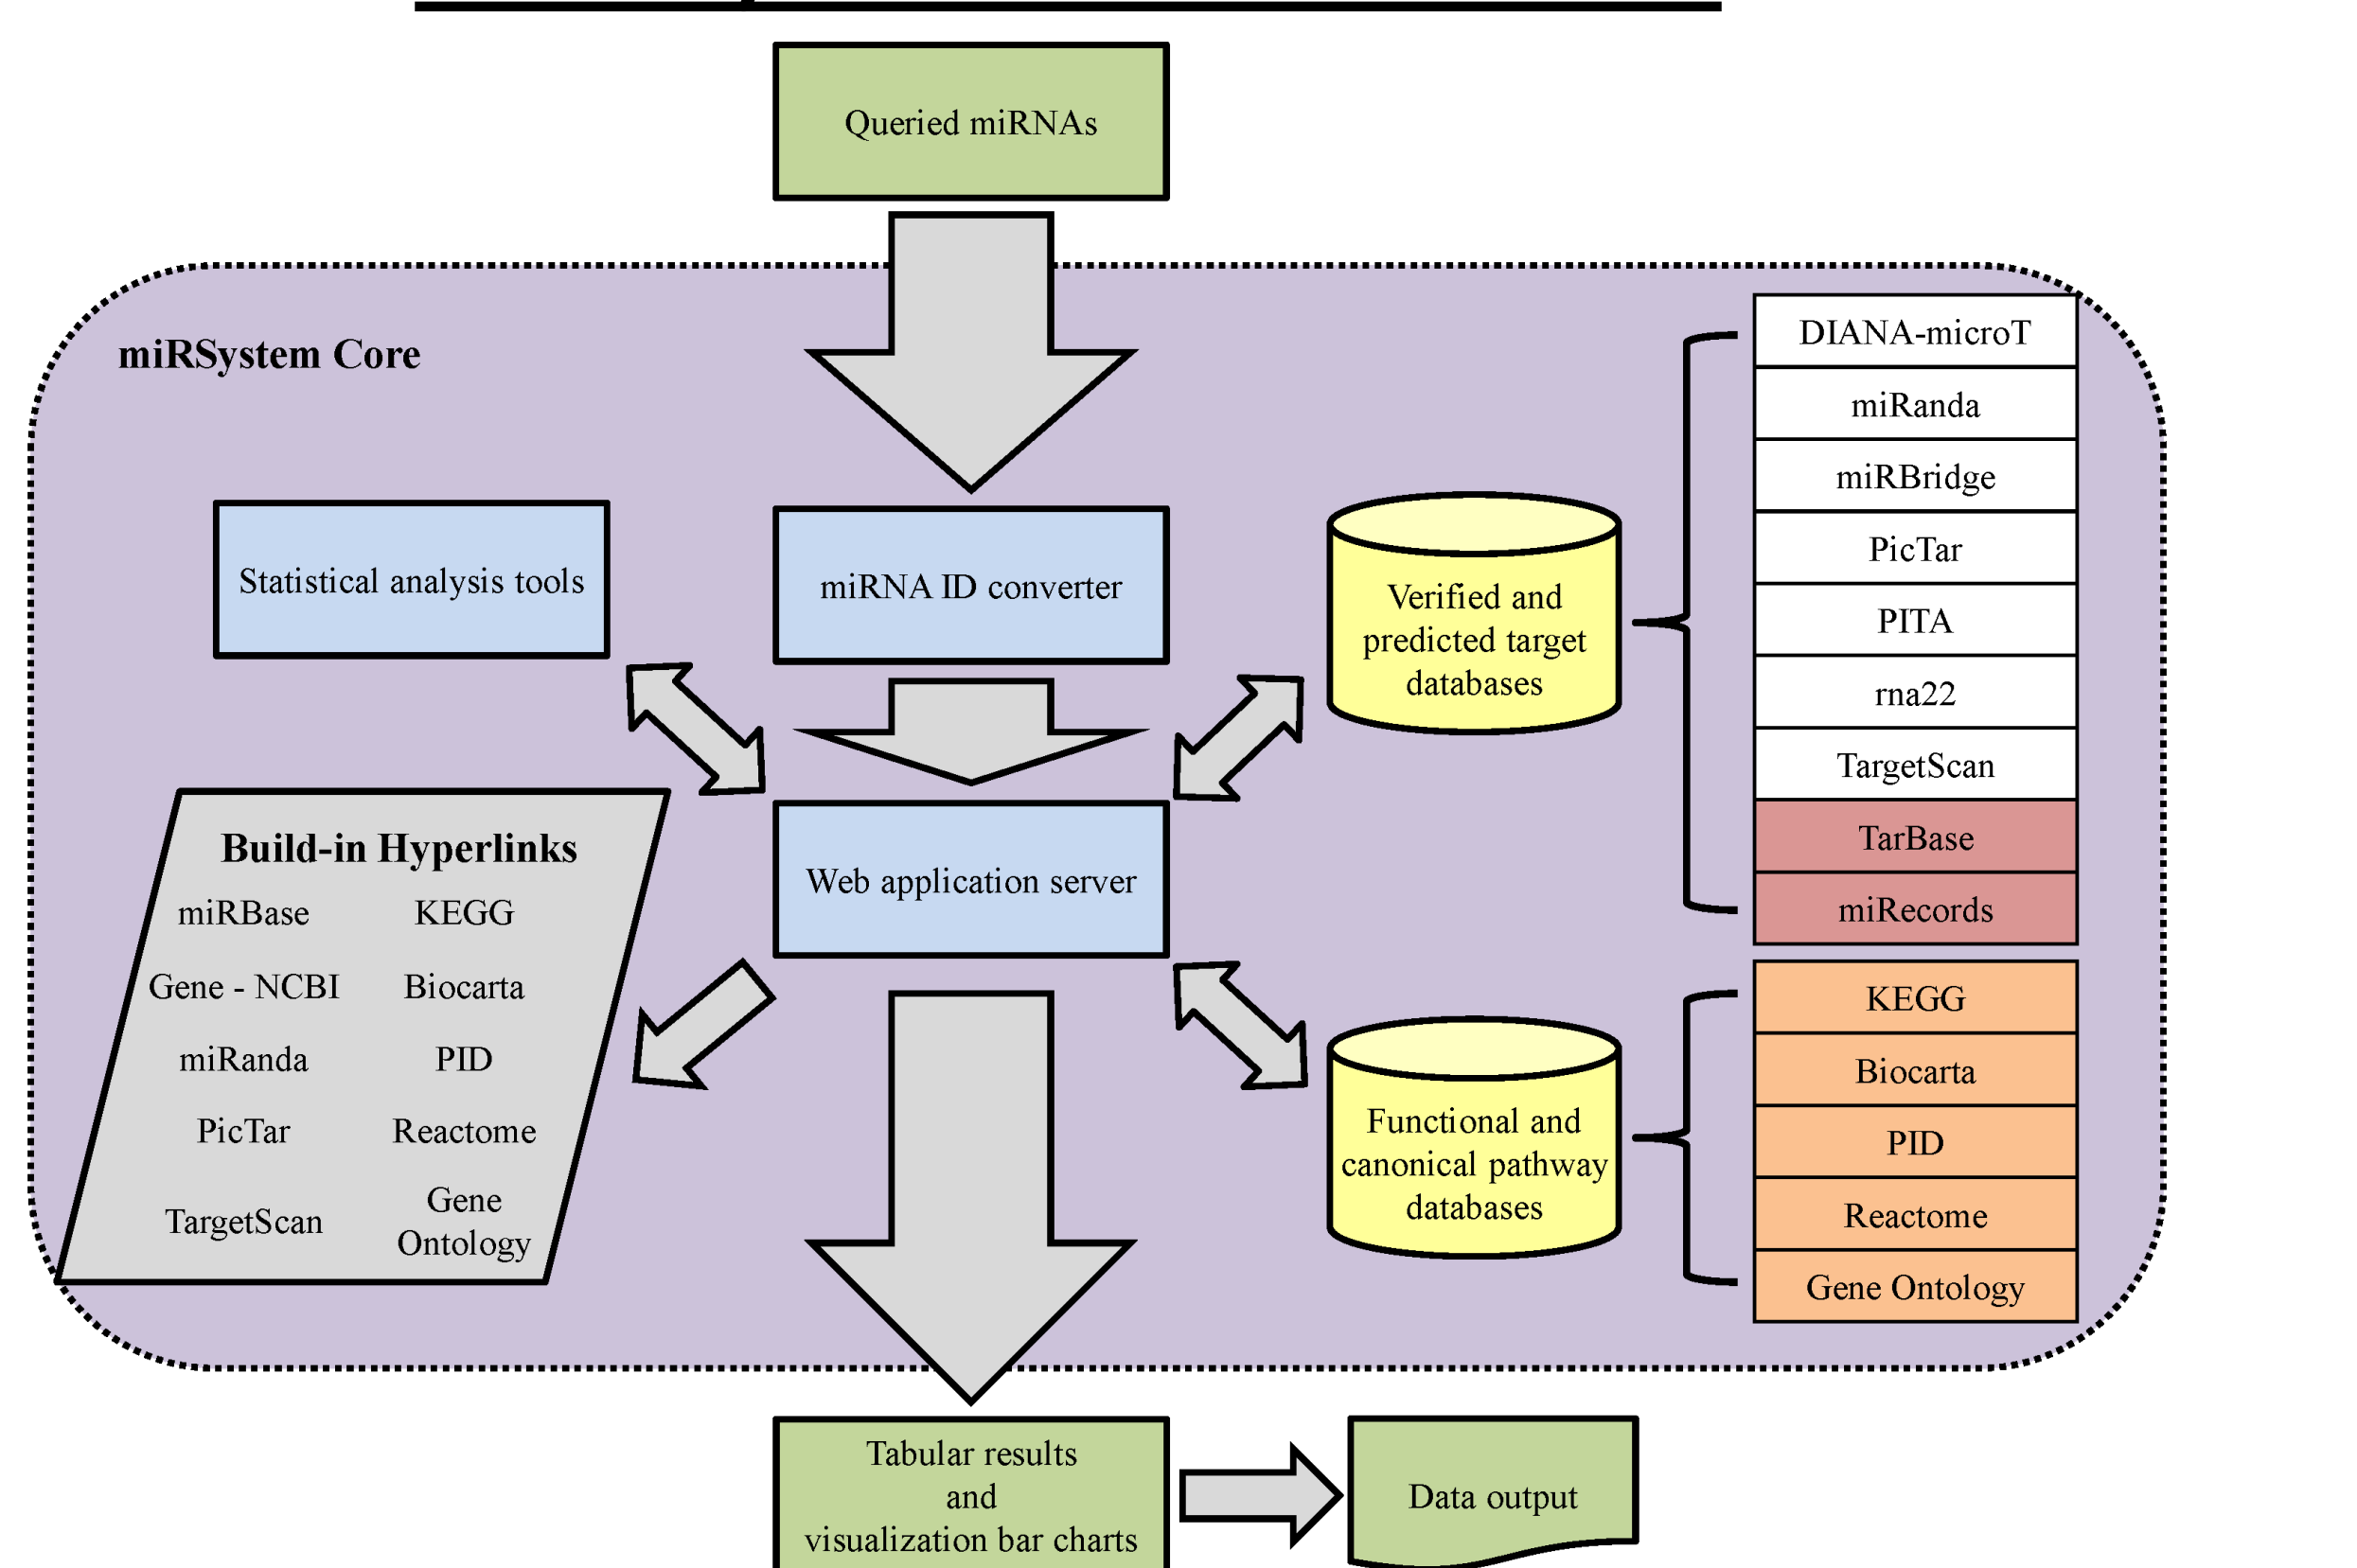 Queried miRNAs
miRSystem Core
Statistical analysis tools
miRNA ID converter
Verified and
predicted target
databases
DIANA-microT
miRanda
miRBridge
PicTar
PITA
rna22
TargetScan
TarBase
miRecords
Build-in Hyperlinks
miRBase KEGG
Gene - NCBI Biocarta
miRanda PID
PicTar Reactome
TargetScan Gene
Ontology
Web application server
Functional and
canonical pathway
databases
KEGG
Biocarta
PID
Reactome
Gene Ontology
Tabular results
and
visualization bar charts
Data output